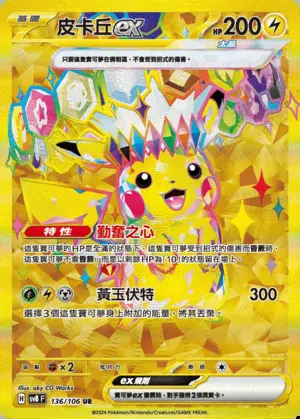 基礎 皮卡丘ex HP200
太晶
只要這隻寶可夢在備戰區，不會受到招式的傷害。
特性 勤奮之心
這隻寶可夢的HP是全滿的狀態下，這隻寶可夢受到招式的傷害而昏厥時，
這隻寶可夢不會昏厥，而是以剩餘HP為「10」的狀態留在場上。
黃玉伏特 300
選擇3個這隻寶可夢身上附加的能量，將其丟棄。
弱點 ×2 抵抗力 撤退
Illus. aky CG Works
ex規則
寶可夢ex昏厥時，對手獲得2張獎賞卡。
H SV8 F 136/106 UR
©2024 Pokémon/Nintendo/Creatures/GAME FREAK.